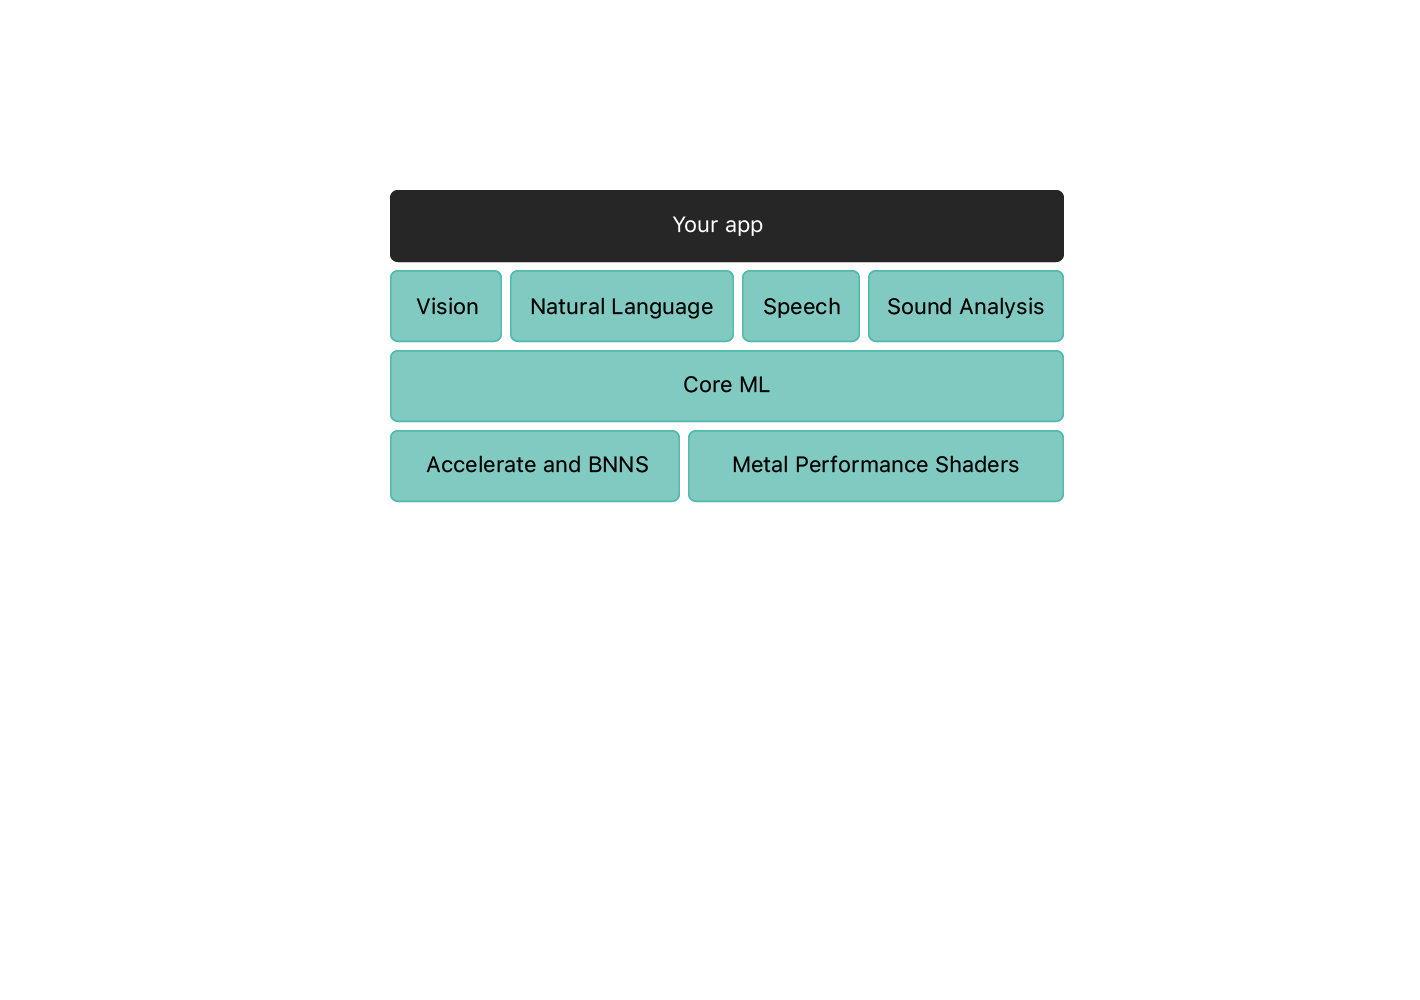 Your app
Vision
Natural Language
Speech
Sound Analysis
Core ML
Accelerate and BNNS
Metal Performance Shaders